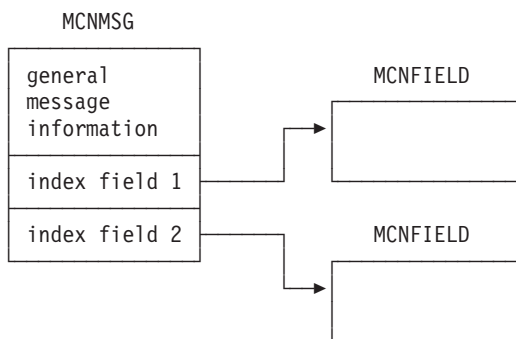 MCNMSG
general
message
information
MCNFIELD
index field 1
index field 2
MCNFIELD